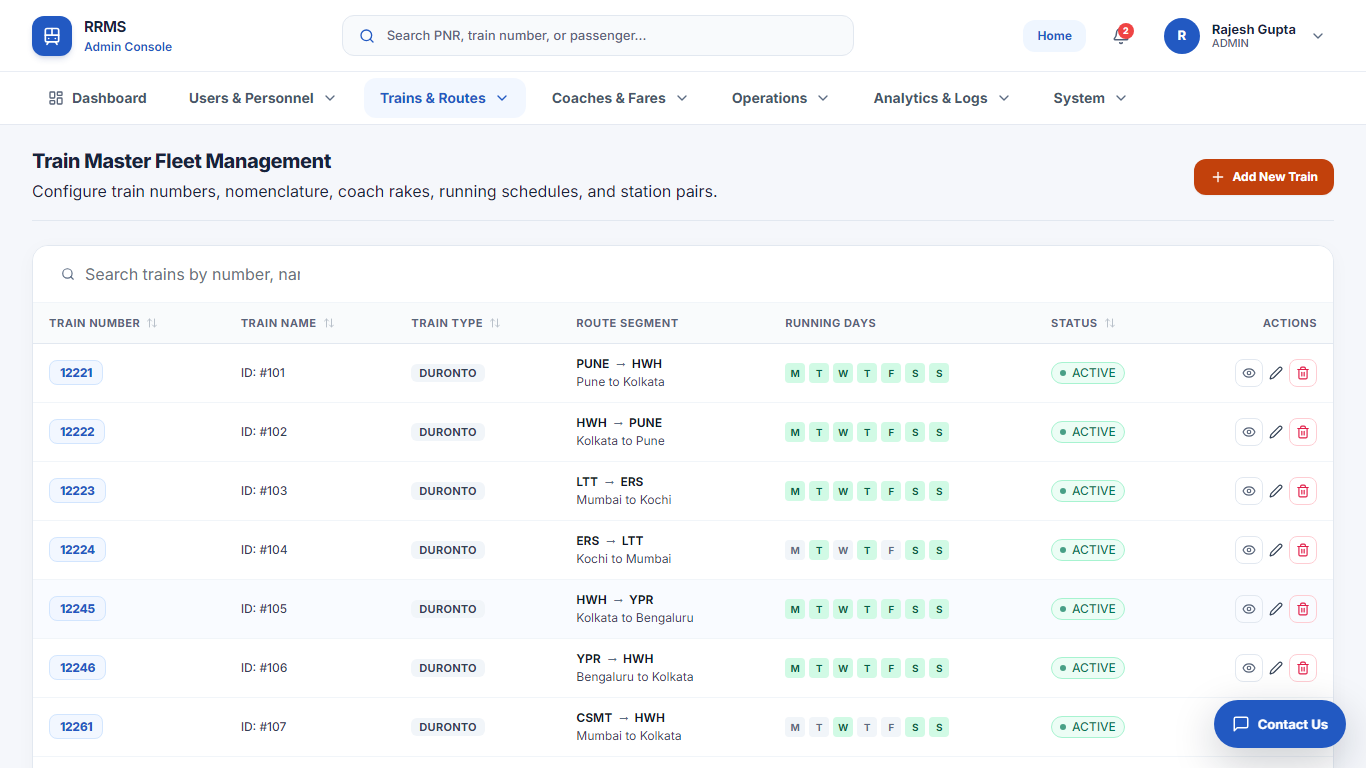 RRMS
Admin Console
Search PNR, train number, or passenger...
Home
2
R
Rajesh Gupta
ADMIN
Dashboard
Users & Personnel
Trains & Routes
Coaches & Fares
Operations
Analytics & Logs
System
Train Master Fleet Management
Configure train numbers, nomenclature, coach rakes, running schedules, and station pairs.
Add New Train
Search trains by number, nar
TRAIN NUMBER
TRAIN NAME
TRAIN TYPE
ROUTE SEGMENT
RUNNING DAYS
STATUS
ACTIONS
12221
ID: #101
DURONTO
PUNE → HWH
Pune to Kolkata
M T W T F S S
ACTIVE
12222
ID: #102
DURONTO
HWH → PUNE
Kolkata to Pune
M T W T F S S
ACTIVE
12223
ID: #103
DURONTO
LTT → ERS
Mumbai to Kochi
M T W T F S S
ACTIVE
12224
ID: #104
DURONTO
ERS → LTT
Kochi to Mumbai
M T W T F S S
ACTIVE
12245
ID: #105
DURONTO
HWH → YPR
Kolkata to Bengaluru
M T W T F S S
ACTIVE
12246
ID: #106
DURONTO
YPR → HWH
Bengaluru to Kolkata
M T W T F S S
ACTIVE
12261
ID: #107
DURONTO
CSMT → HWH
Mumbai to Kolkata
M T W T F S S
ACTIVE
Contact Us